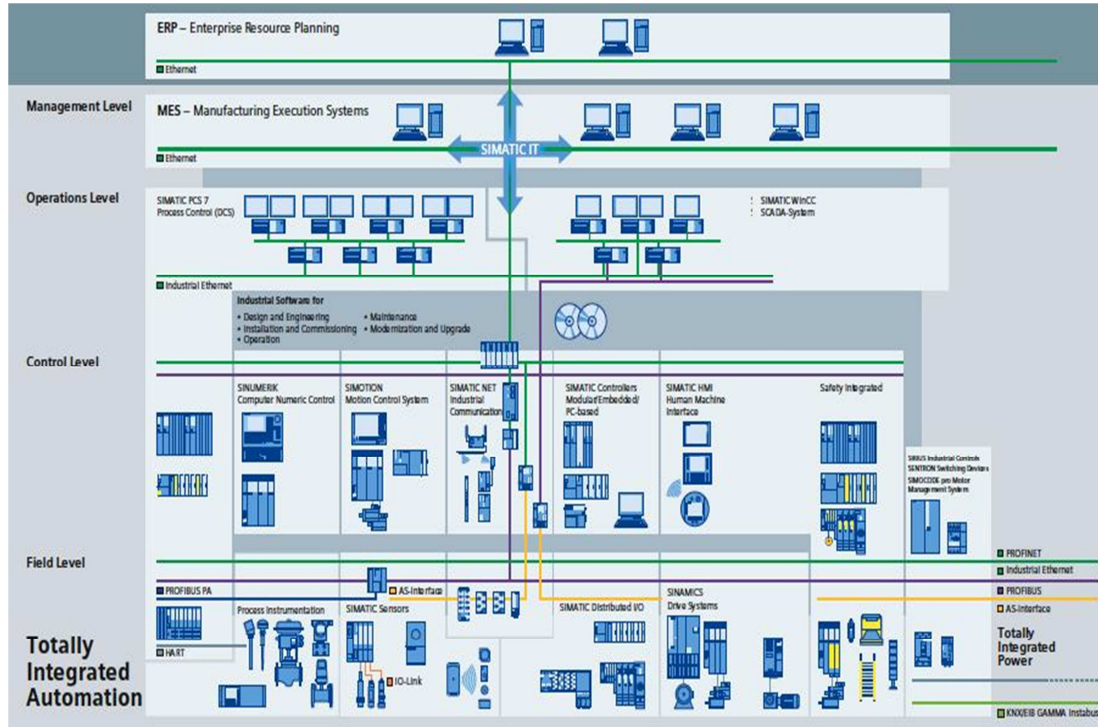 ERP – Enterprise Resource Planning
Ethernet
Management Level
MES – Manufacturing Execution Systems
SIMATIC IT
Ethernet
Operations Level
SIMATIC PCS 7
Process Control (DCS)
SIMATIC WinCC
SCADA-System
Industrial Ethernet
Industrial Software for
• Design and Engineering
• Installation and Commissioning
• Operation
• Maintenance
• Modernization and Upgrade
Control Level
SINUMERIK
Computer Numeric Control
SIMOTION
Motion Control System
SIMATIC NET
Industrial
Communication
SIMATIC Controllers
Modular/Embedded/
PC-based
SIMATIC HMI
Human Machine
Interface
Safety Integrated
SIRIUS Industrial Controls
SENTRON Switching Devices
SIMOCODE pro Motor
Management System
Field Level
PROFINET
Industrial Ethernet
PROFIBUS PA
AS-Interface
PROFIBUS
AS-Interface
Process Instrumentation
SIMATIC Sensors
SIMATIC Distributed I/O
SINAMICS
Drive Systems
HART
IO-Link
Totally
Integrated
Automation
Totally
Integrated
Power
KNX/EIB GAMMA Instabus